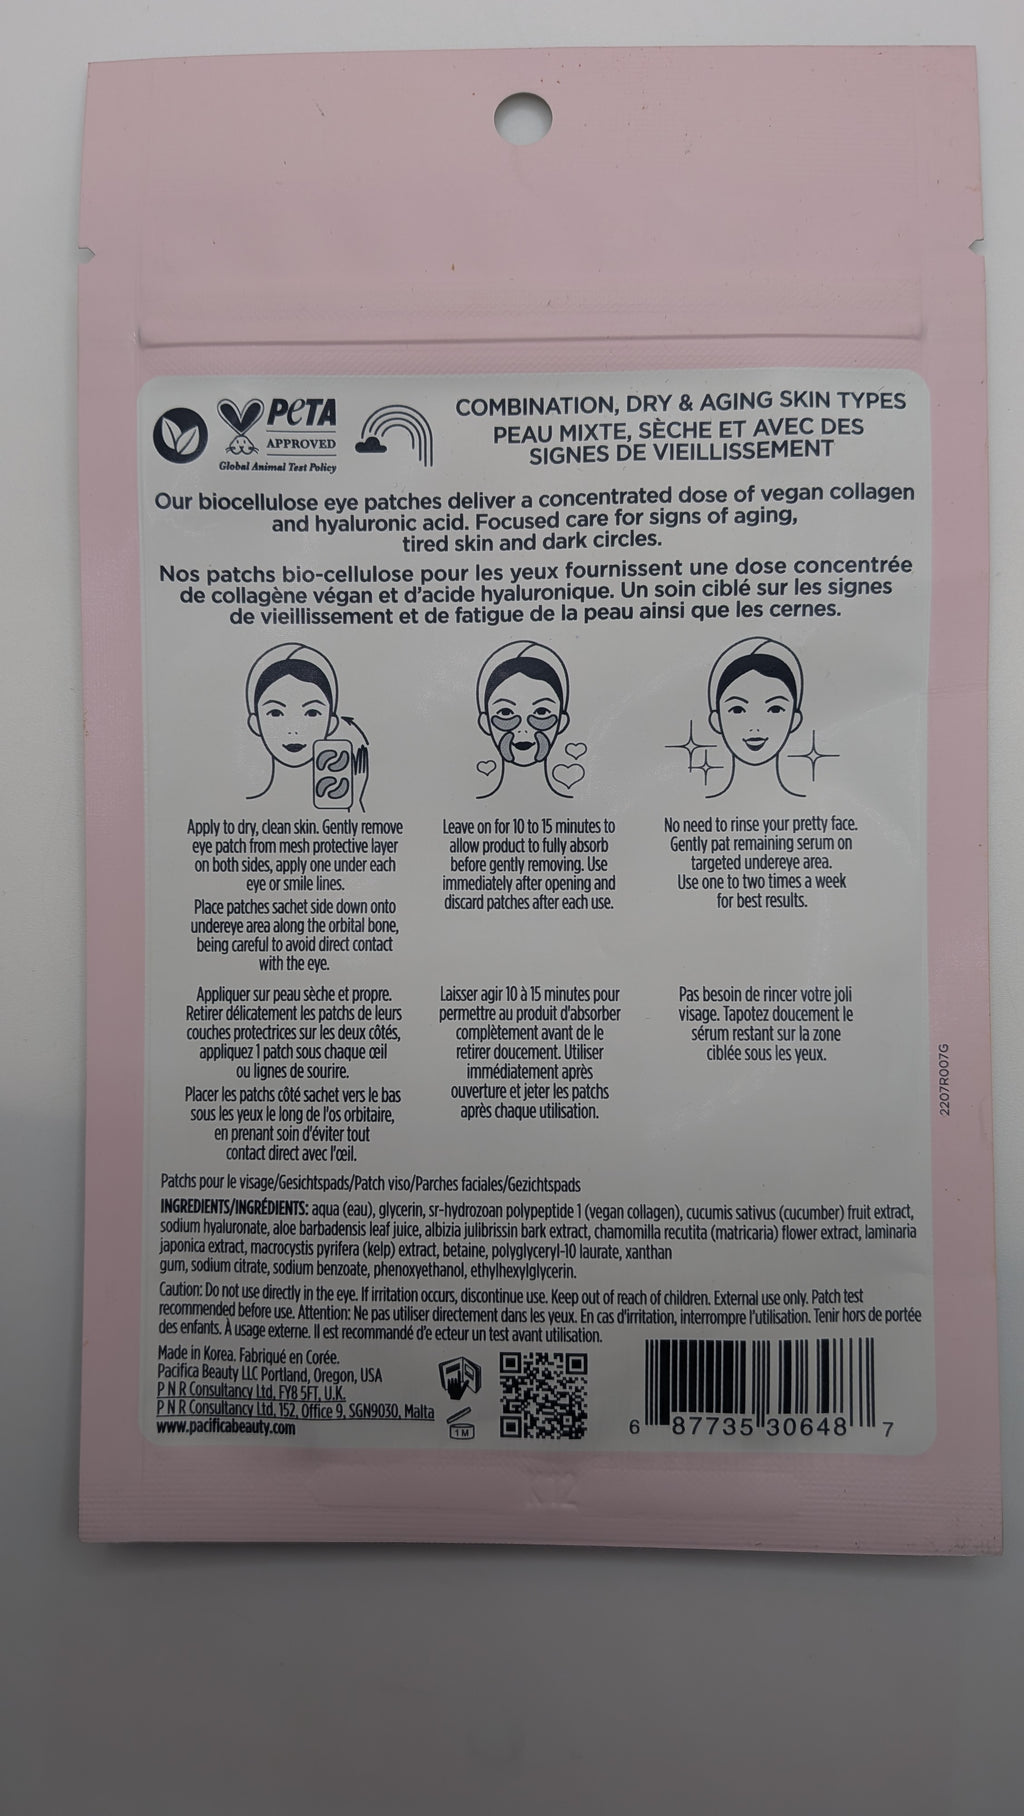 PETA
APPROVED
Global Animal Test Policy
COMBINATION, DRY & AGING SKIN TYPES
PEAU MIXTE, SÈCHE ET AVEC DES
SIGNES DE VIEILLISSEMENT
Our biocellulose eye patches deliver a concentrated dose of vegan collagen
and hyaluronic acid. Focused care for signs of aging,
tired skin and dark circles.
Nos patchs bio-cellulose pour les yeux fournissent une dose concentrée
de collagène végan et d'acide hyaluronique. Un soin ciblé sur les signes
de vieillissement et de fatigue de la peau ainsi que les cernes.
Apply to dry, clean skin. Gently remove
eye patch from mesh protective layer
on both sides, apply one under each
eye or smile lines.
Place patches sachet side down onto
undereye area along the orbital bone,
being careful to avoid direct contact
with the eye.
Leave on for 10 to 15 minutes to
allow product to fully absorb
before gently removing. Use
immediately after opening and
discard patches after each use.
No need to rinse your pretty face.
Gently pat remaining serum on
targeted undereye area.
Use one to two times a week
for best results.
Appliquer sur peau sèche et propre.
Retirer délicatement les patchs de leurs
couches protectrices sur les deux côtés,
appliquez 1 patch sous chaque œil
ou lignes de sourire.
Placer les patchs côté sachet vers le bas
sous les yeux le long de l'os orbitaire,
en prenant soin d'éviter tout
contact direct avec l'œil.
Laisser agir 10 à 15 minutes pour
permettre au produit d'absorber
complètement avant de le
retirer doucement. Utiliser
immédiatement après
ouverture et jeter les patchs
après chaque utilisation.
Pas besoin de rincer votre joli
visage. Tapotez doucement le
sérum restant sur la zone
ciblée sous les yeux.
2207R007G
Patchs pour le visage/Gesichtspads/Patch viso/Parches faciales/Gezichtspads
INGREDIENTS/INGRÉDIENTS: aqua (eau), glycerin, sr-hydrozoan polypeptide 1 (vegan collagen), cucumis sativus (cucumber) fruit extract,
sodium hyaluronate, aloe barbadensis leaf juice, albizia julibrissin bark extract, chamomilla recutita (matricaria) flower extract, laminaria
japonica extract, macrocystis pyrifera (kelp) extract, betaine, polyglyceryl-10 laurate, xanthan
gum, sodium citrate, sodium benzoate, phenoxyethanol, ethylhexylglycerin.
Caution: Do not use directly in the eye. If irritation occurs, discontinue use. Keep out of reach of children. External use only. Patch test
recommended before use. Attention: Ne pas utiliser directement dans les yeux. En cas d'irritation, interrompre l'utilisation. Tenir hors de portée
des enfants. À usage externe. Il est recommandé d'e ecteur un test avant utilisation.
Made in Korea. Fabriqué en Corée.
Pacifica Beauty LLC Portland, Oregon, USA
P N R Consultancy Ltd, FY8 5FT, U.K.
P N R Consultancy Ltd, 152, Office 9, SGN9030, Malta
www.pacificabeauty.com
1 M
6 87735 30648 7